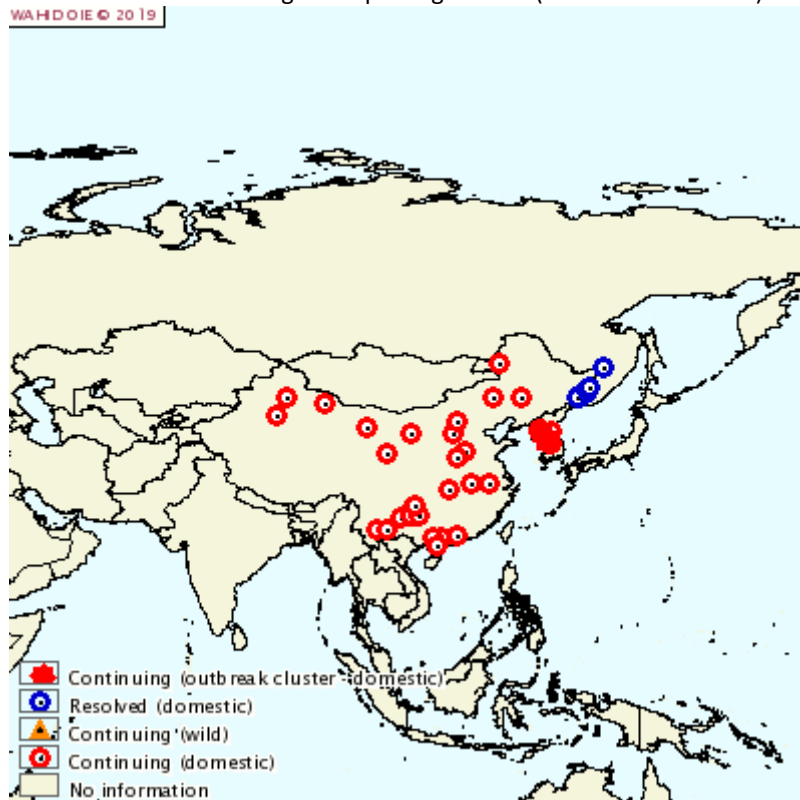 WAHIDOIE © 2019
Continuing (outbreak cluster - domestic)
Resolved (domestic)
Continuing (wild)
Continuing (domestic)
No information